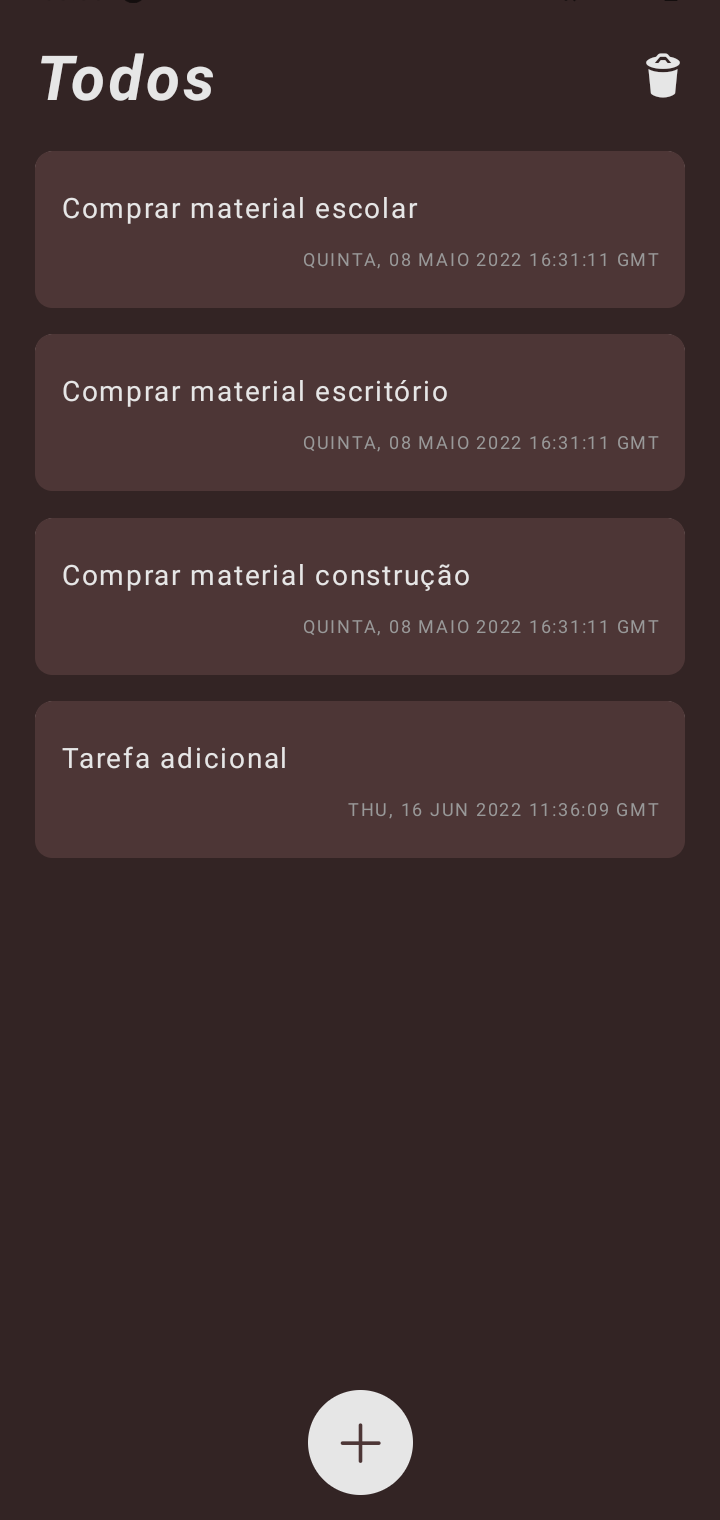 Todos
Comprar material escolar
QUINTA, 08 MAIO 2022 16:31:11 GMT
Comprar material escritório
QUINTA, 08 MAIO 2022 16:31:11 GMT
Comprar material construção
QUINTA, 08 MAIO 2022 16:31:11 GMT
Tarefa adicional
THU, 16 JUN 2022 11:36:09 GMT